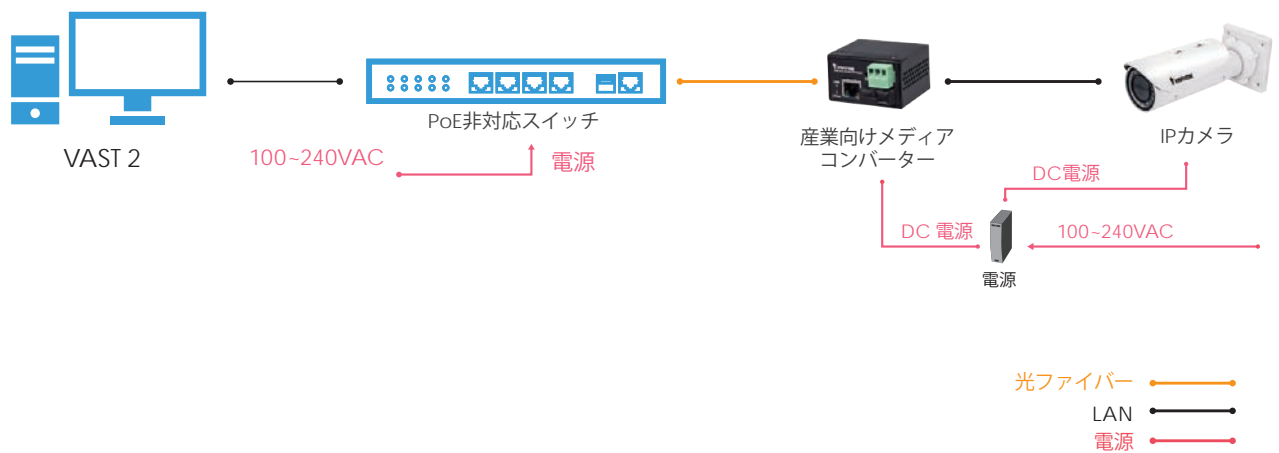 VAST 2
100~240VAC
PoE非対応スイッチ
電源
産業向けメディア
コンバーター
IPカメラ
DC電源
DC 電源
100~240VAC
電源
光ファイバー
LAN
電源